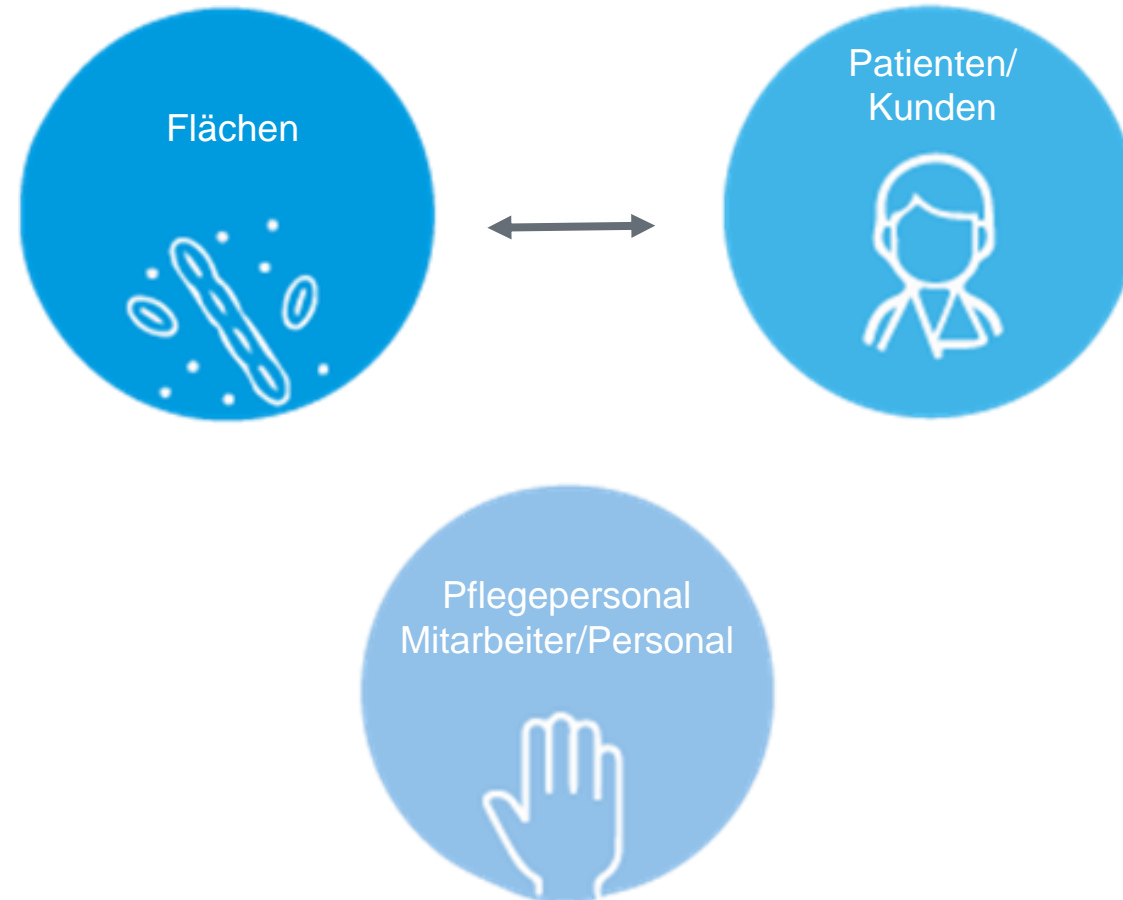 Flächen
Patienten/
Kunden
Pflegepersonal
Mitarbeiter/Personal